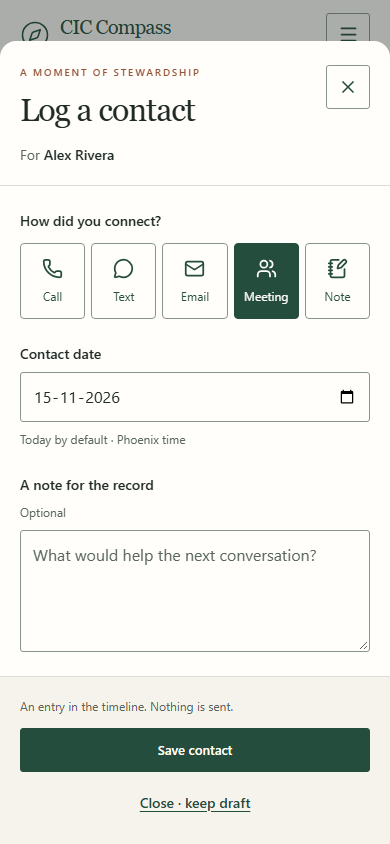 CIC Compass
A MOMENT OF STEWARDSHIP
Log a contact
For Alex Rivera
How did you connect?
Call
Text
Email
Meeting
Note
Contact date
15-11-2026
Today by default · Phoenix time
A note for the record
Optional
What would help the next conversation?
An entry in the timeline. Nothing is sent.
Save contact
Close · keep draft